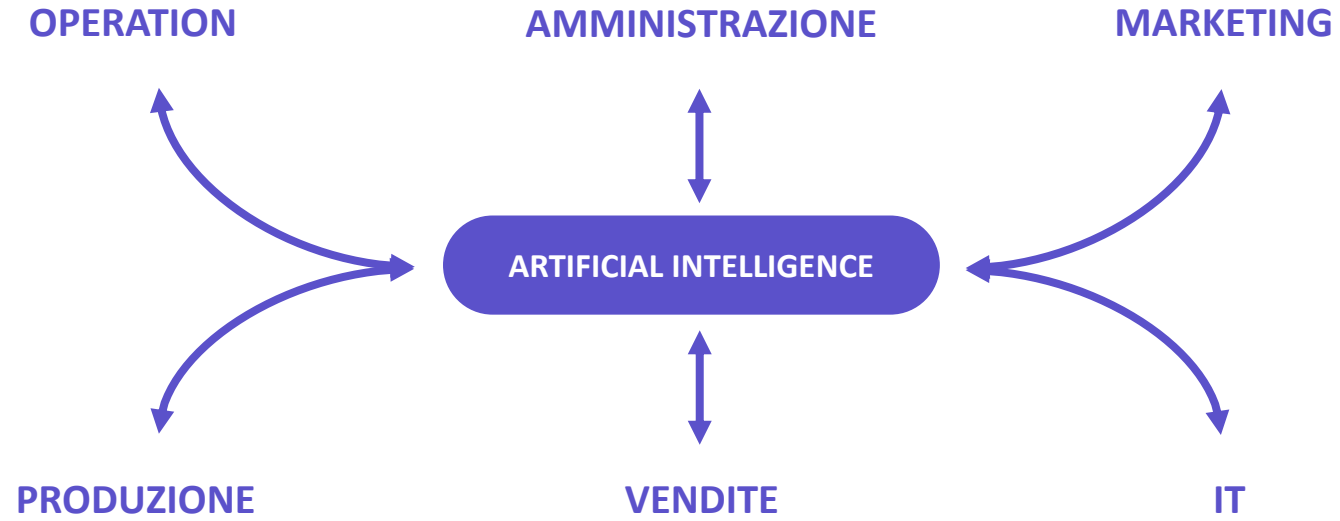 OPERATION
AMMINISTRAZIONE
MARKETING
ARTIFICIAL INTELLIGENCE
PRODUZIONE
VENDITE
IT